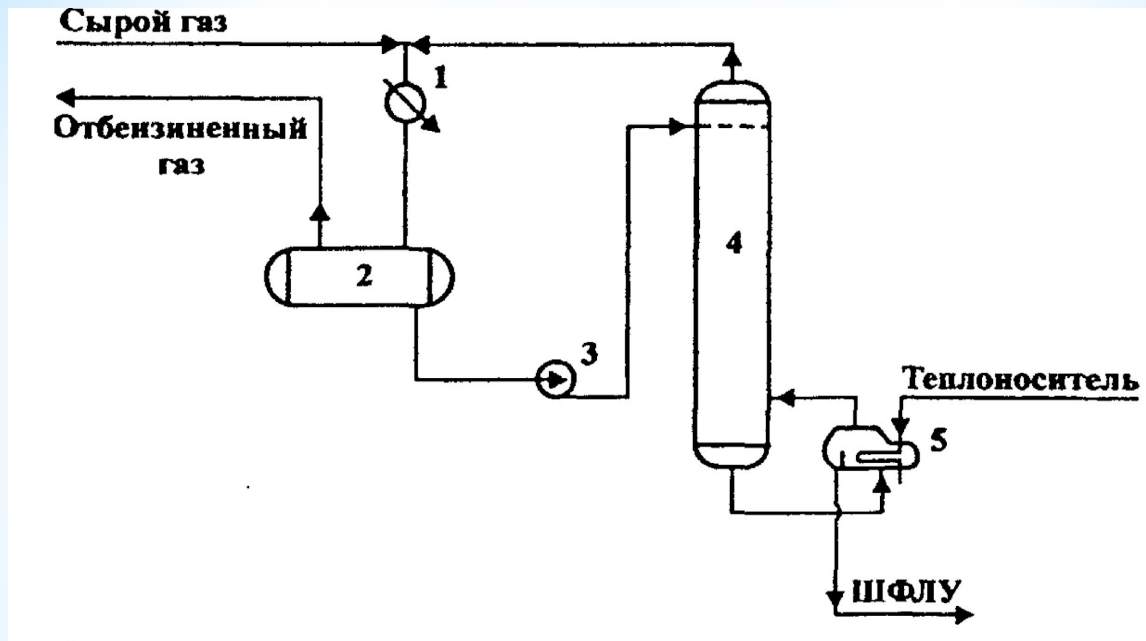 Сырой газ
1
Отбензиненный
газ
2
4
3
Теплоноситель
5
ШФЛУ